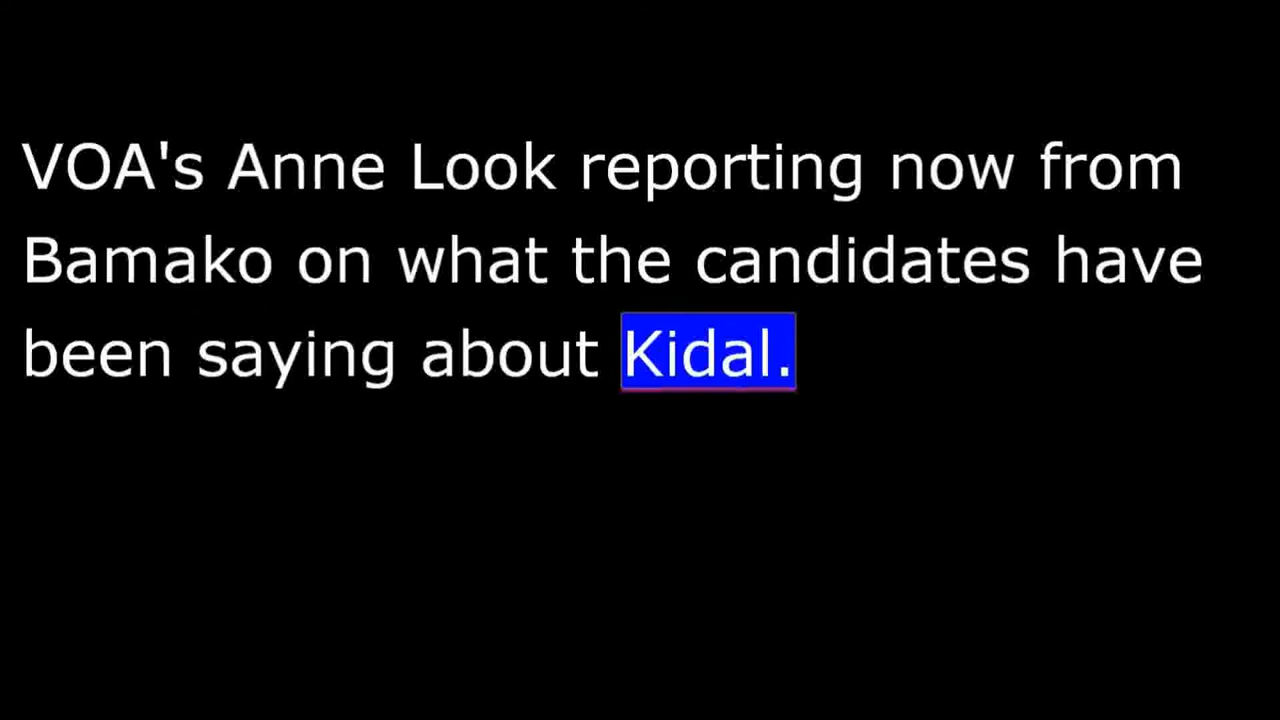 VOA's Anne Look reporting now from
Bamako on what the candidates have
been saying about Kidal.